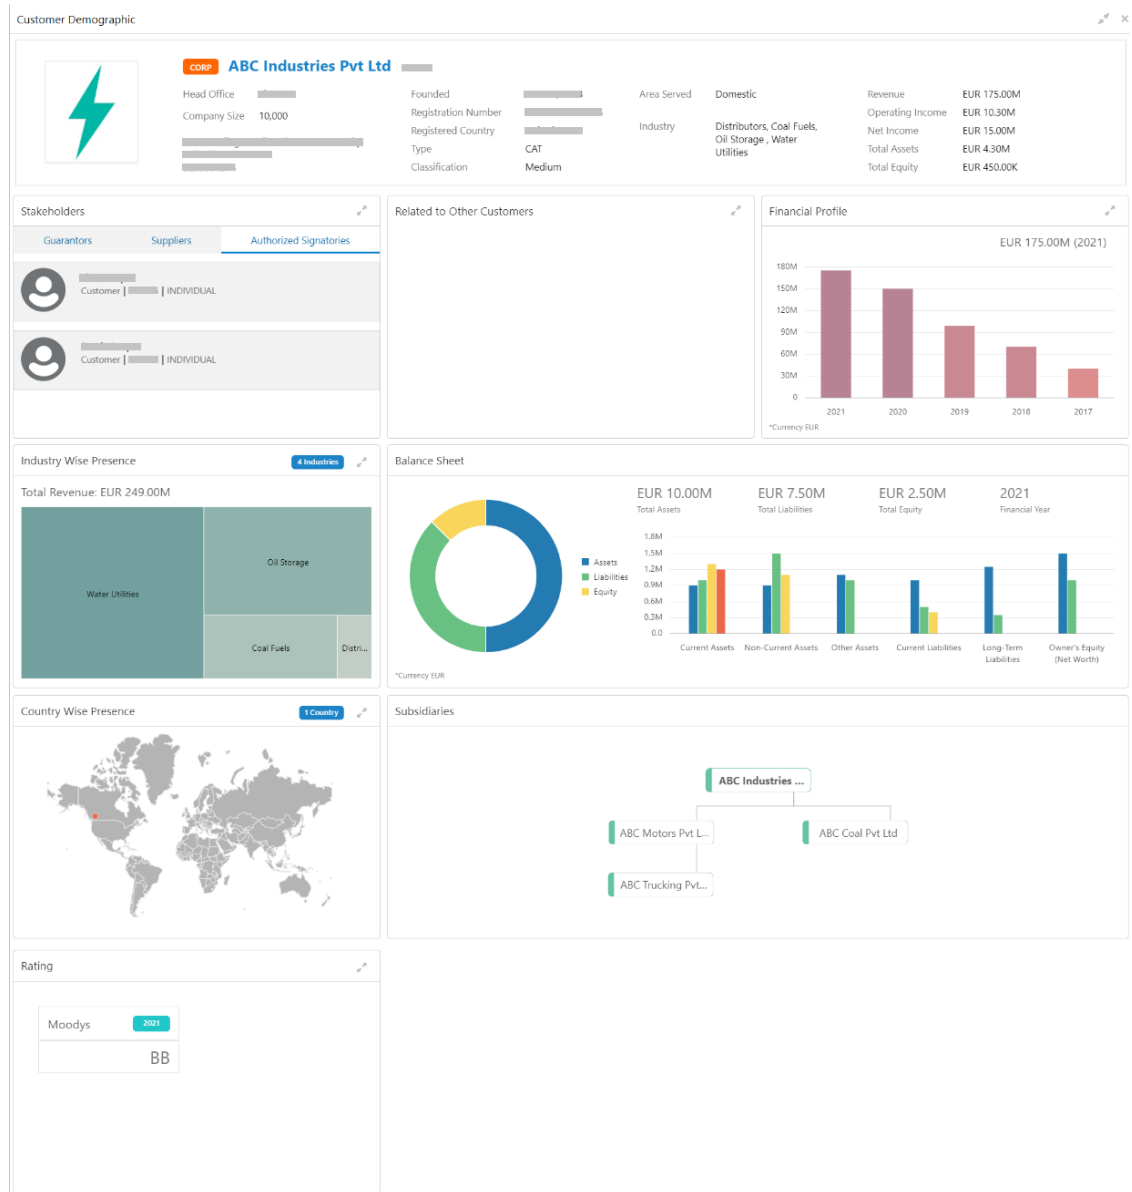 Customer Demographic
CORP ABC Industries Pvt Ltd
Head Office
Company Size 10,000
Founded
Registration Number
Registered Country
Type CAT
Classification Medium
Area Served Domestic
Industry Distributors, Coal Fuels,
Oil Storage , Water
Utilities
Revenue EUR 175.00M
Operating Income EUR 10.30M
Net Income EUR 15.00M
Total Assets EUR 4.30M
Total Equity EUR 450.00K
Stakeholders
Guarantors Suppliers Authorized Signatories
Customer | | INDIVIDUAL
Customer | | INDIVIDUAL
Related to Other Customers
Financial Profile
EUR 175.00M (2021)
180M
150M
120M
90M
60M
30M
0
2021 2020 2019 2018 2017
*Currency EUR
Industry Wise Presence 4 Industries
Total Revenue: EUR 249.00M
Water Utilities
Oil Storage
Coal Fuels
Distri...
Balance Sheet
Assets
Liabilities
Equity
*Currency EUR
EUR 10.00M EUR 7.50M EUR 2.50M 2021
Total Assets Total Liabilities Total Equity Financial Year
1.8M
1.5M
1.2M
0.9M
0.6M
0.3M
0.0
Current Assets Non-Current Assets Other Assets Current Liabilities Long-Term Owner's Equity
Liabilities (Net Worth)
Country Wise Presence 1 Country
Subsidiaries
ABC Industries ...
ABC Motors Pvt L... ABC Coal Pvt Ltd
ABC Trucking Pvt...
Rating
Moodys 2021
BB